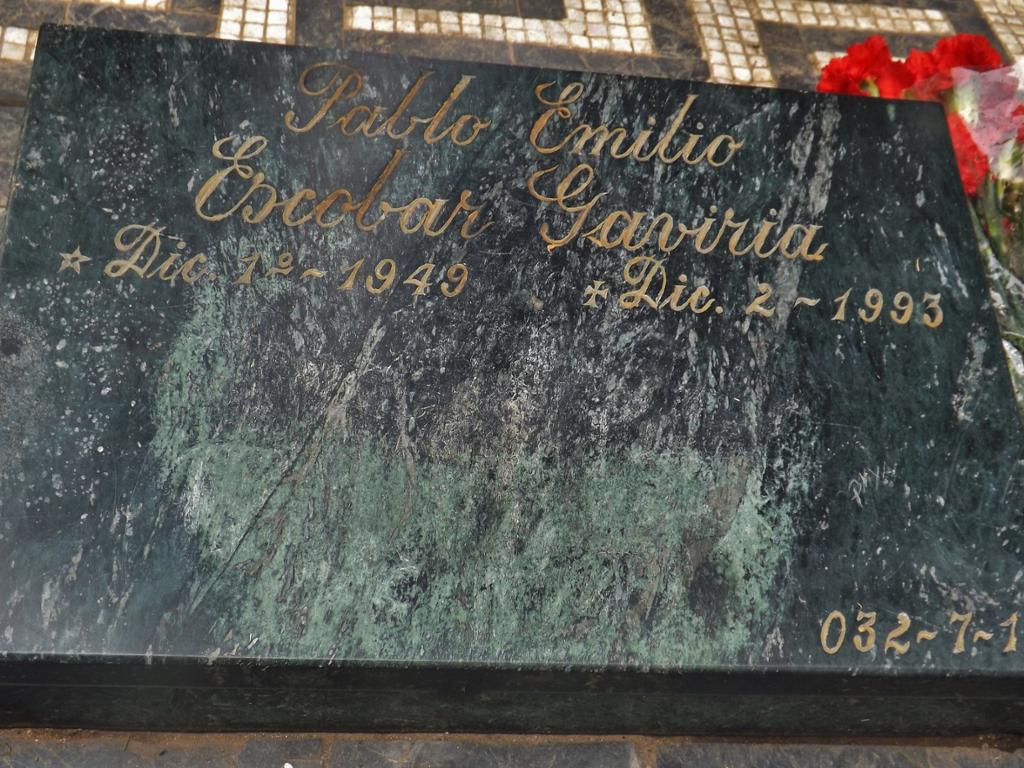 Pablo Emilio
Escobar Gaviria
☆ Dic. 1º ~ 1949 ✝ Dic. 2 ~ 1993
032~7~1